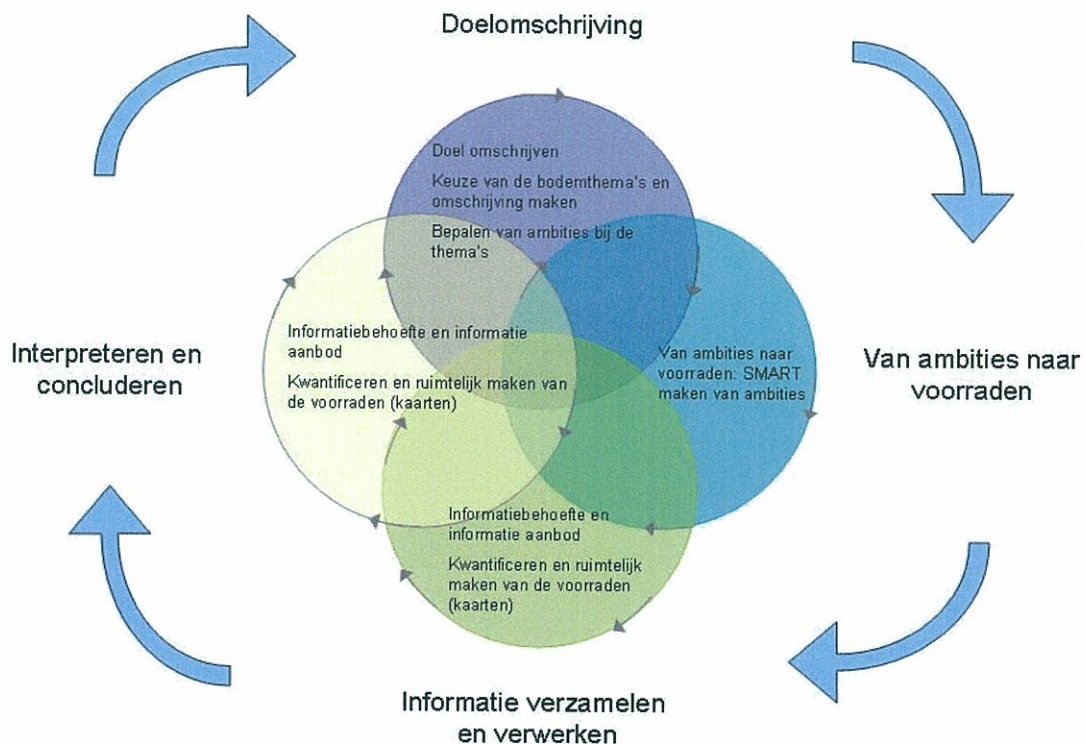 Doelomschrijving
Doel omschrijven
Keuze van de bodemthema's en
omschrijving maken
Bepalen van ambities bij de
thema's
Informatiebehoefte en informatie
aanbod
Kwantificeren en ruimtelijk maken van
de voorraden (kaarten)
Van ambities naar
voorraden: SMART
maken van ambities
Interpreteren en
concluderen
Van ambities naar
voorraden
Informatiebehoefte en
informatie aanbod
Kwantificeren en ruimtelijk
maken van de voorraden
(kaarten)
Informatie verzamelen
en verwerken